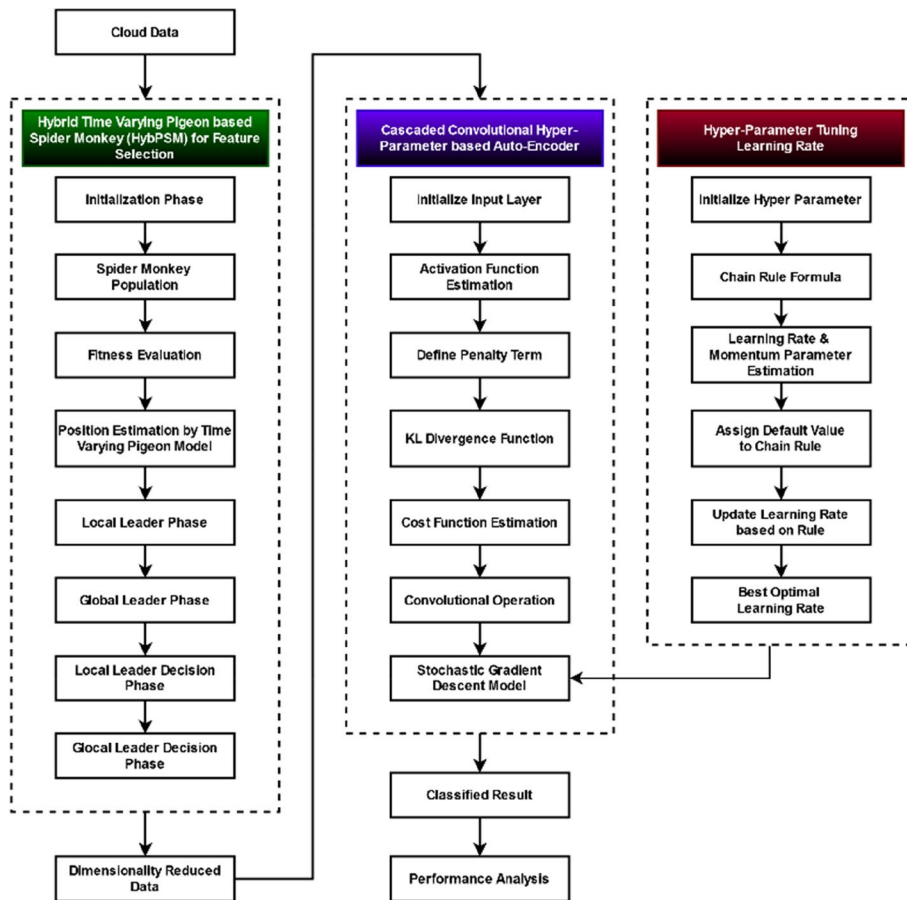 Cloud Data
Hybrid Time Varying Pigeon based
Spider Monkey (HybPSM) for Feature
Selection
Initialization Phase
Spider Monkey
Population
Fitness Evaluation
Position Estimation by Time
Varying Pigeon Model
Local Leader Phase
Global Leader Phase
Local Leader Decision
Phase
Glocal Leader Decision
Phase
Dimensionality Reduced
Data
Cascaded Convolutional Hyper-
Parameter based Auto-Encoder
Initialize Input Layer
Activation Function
Estimation
Define Penalty Term
KL Divergence Function
Cost Function Estimation
Convolutional Operation
Stochastic Gradient
Descent Model
Classified Result
Performance Analysis
Hyper-Parameter Tuning
Learning Rate
Initialize Hyper Parameter
Chain Rule Formula
Learning Rate &
Momentum Parameter
Estimation
Assign Default Value
to Chain Rule
Update Learning Rate
based on Rule
Best Optimal
Learning Rate